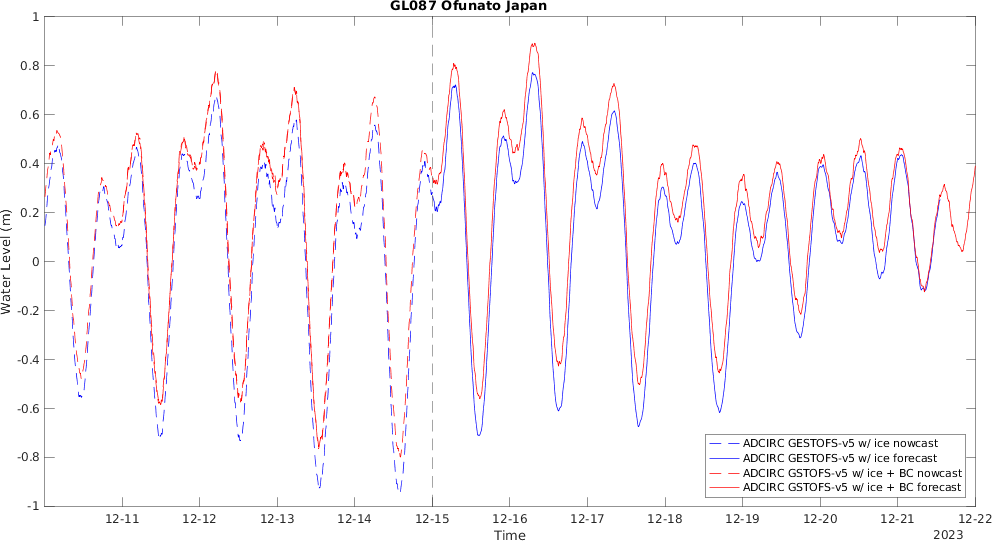 GL087 Ofunato Japan
1
0.8
0.6
0.4
0.2
0
-0.2
-0.4
-0.6
-0.8
-1
Water Level (m)
ADCIRC GESTOFS-v5 w/ ice nowcast
ADCIRC GESTOFS-v5 w/ ice forecast
ADCIRC GSTOFS-v5 w/ ice + BC nowcast
ADCIRC GSTOFS-v5 w/ ice + BC forecast
12-11 12-12 12-13 12-14 12-15 12-16 12-17 12-18 12-19 12-20 12-21 12-22
Time
2023